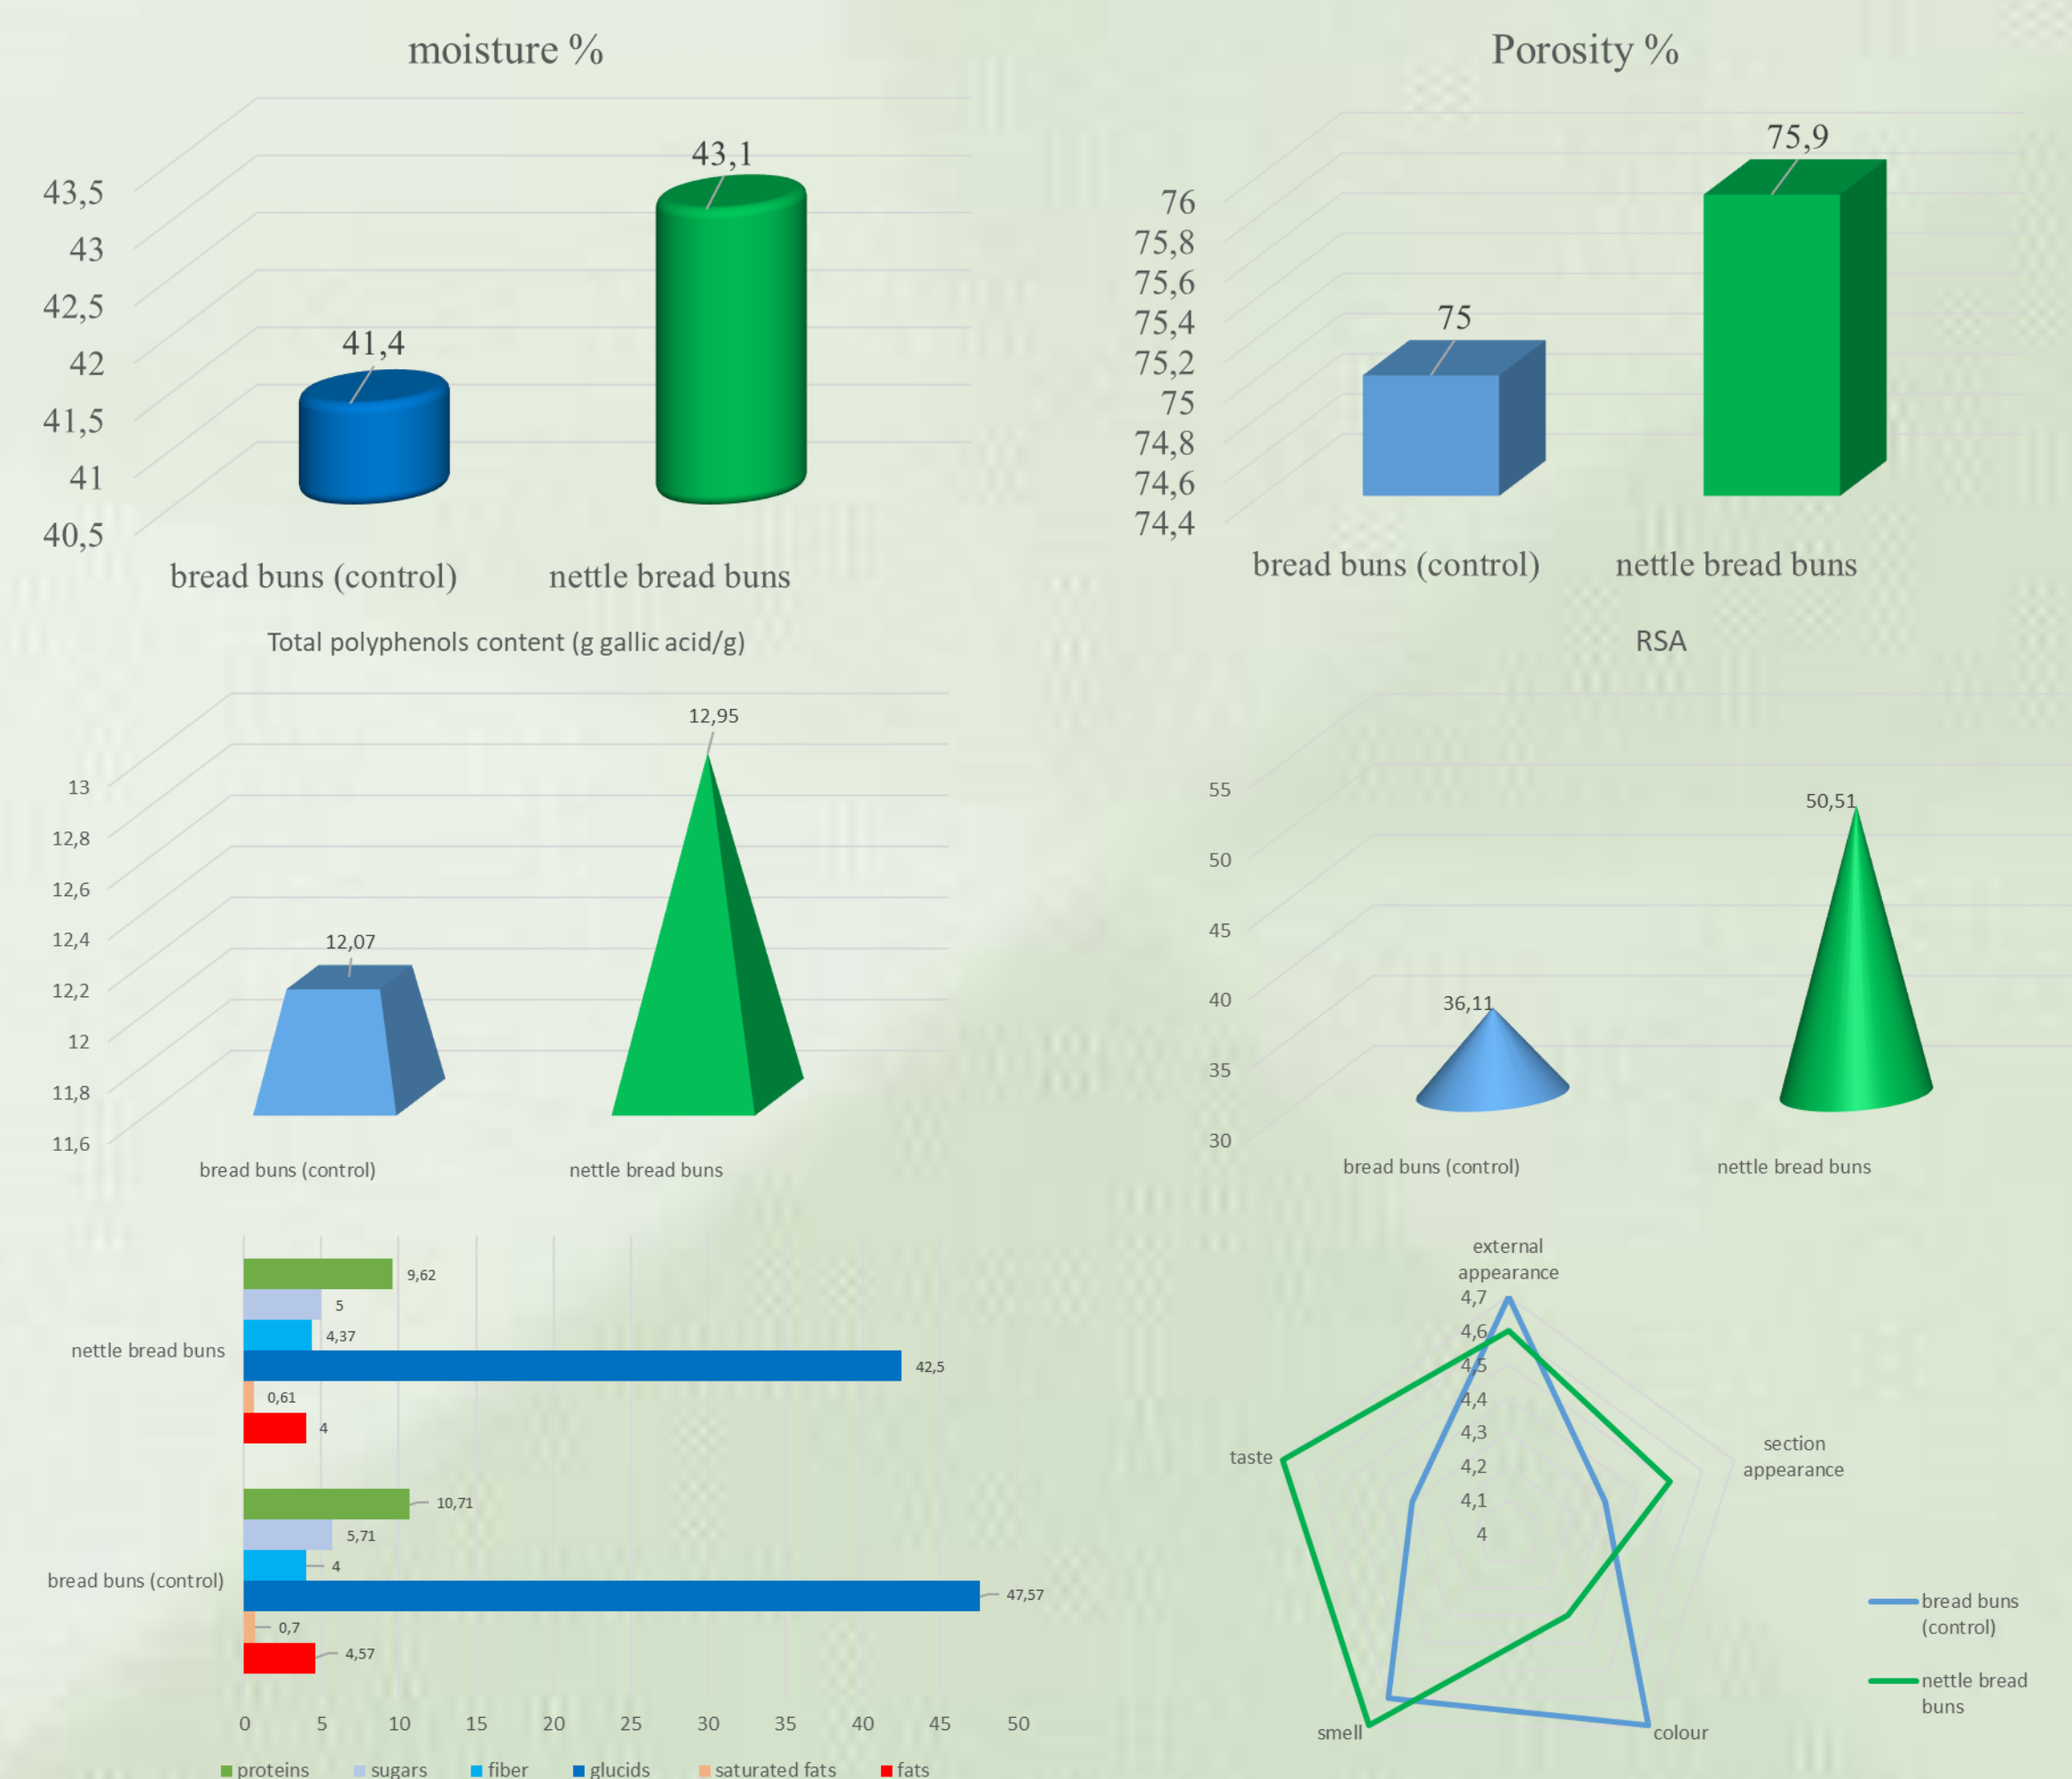 moisture %
43,5
43
42,5
42
41,5
41
40,5
41,4
43,1
bread buns (control)
nettle bread buns
Porosity %
76
75,8
75,6
75,4
75,2
75
74,8
74,6
74,4
75
75,9
bread buns (control)
nettle bread buns
Total polyphenols content (g gallic acid/g)
13
12,8
12,6
12,4
12,2
12
11,8
11,6
12,07
12,95
bread buns (control)
nettle bread buns
RSA
55
50
45
40
35
30
36,11
50,51
bread buns (control)
nettle bread buns
nettle bread buns
9,62
5
4,37
42,5
0,61
4
bread buns (control)
10,71
5,71
4
47,57
0,7
4,57
0 5 10 15 20 25 30 35 40 45 50
proteins sugars fiber glucids saturated fats fats
external
appearance
4,7
4,6
4,5
4,4
4,3
4,2
4,1
4
section
appearance
colour
smell
taste
bread buns
(control)
nettle bread
buns